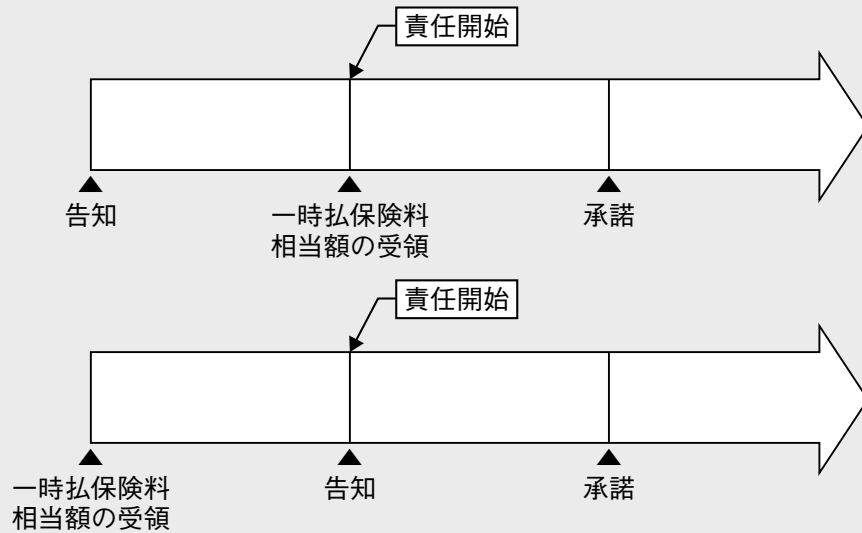 責任開始
告知
一時払保険料
相当額の受領
承諾
責任開始
一時払保険料
相当額の受領
告知
承諾